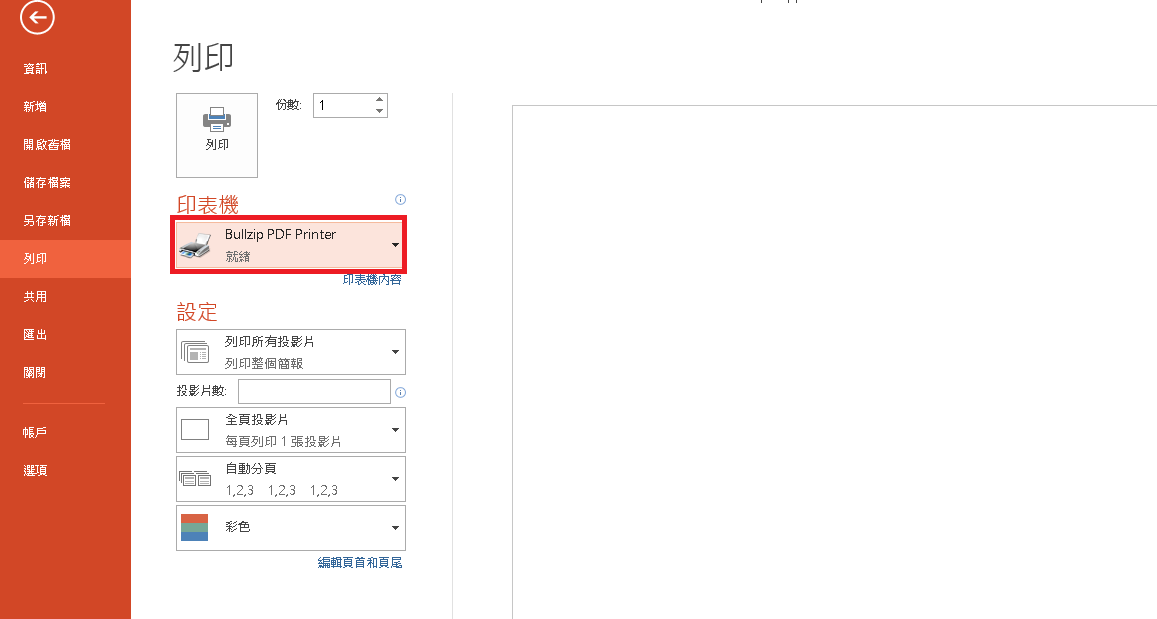 資訊
新增
開啟舊檔
儲存檔案
另存新檔
列印
共用
匯出
關閉
帳戶
選項
列印
列印
份數:
1
印表機
Bullzip PDF Printer
就緒
印表機內容
設定
列印所有投影片
列印整個簡報
投影片數:
全頁投影片
每頁列印 1 張投影片
自動分頁
1,2,3 1,2,3 1,2,3
彩色
編輯頁首和頁尾